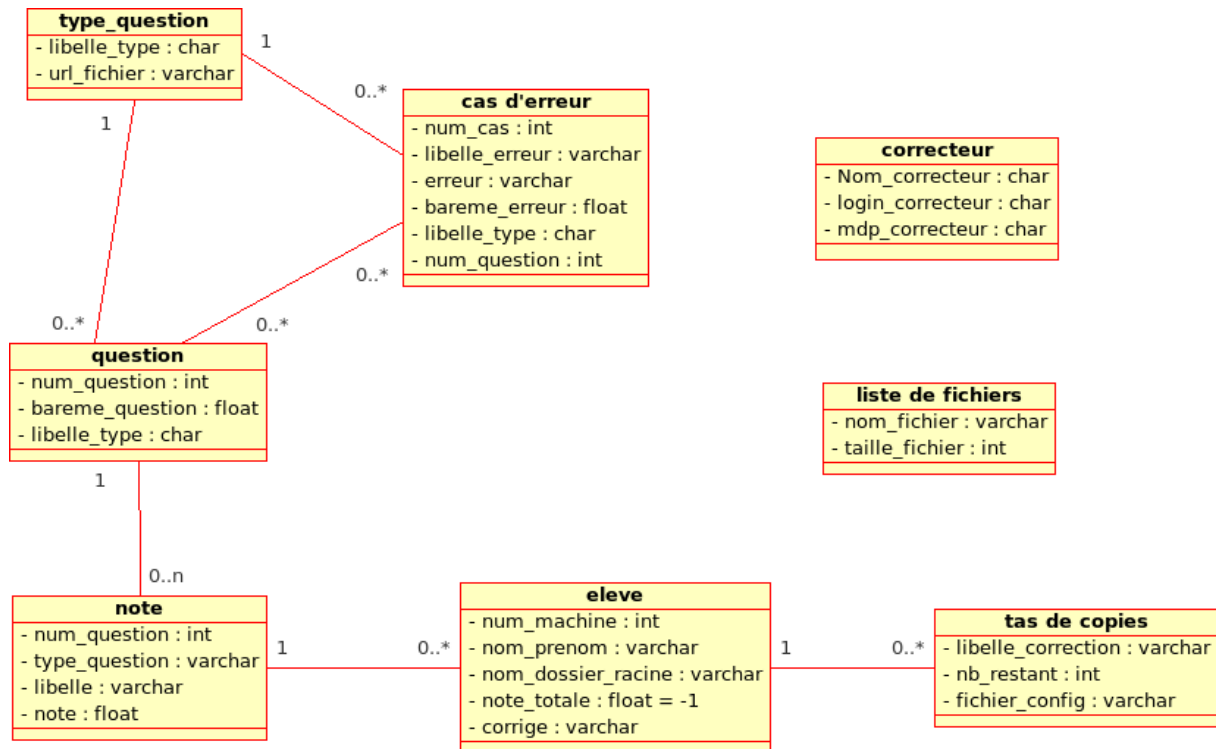 type_question
- libelle_type : char
- url_fichier : varchar
1
1
0..*
cas d'erreur
- num_cas : int
- libelle_erreur : varchar
- erreur : varchar
- bareme_erreur : float
- libelle_type : char
- num_question : int
0..*
correcteur
- Nom_correcteur : char
- login_correcteur : char
- mdp_correcteur : char
0..*
0..*
question
- num_question : int
- bareme_question : float
- libelle_type : char
1
liste de fichiers
- nom_fichier : varchar
- taille_fichier : int
0..n
note
- num_question : int
- type_question : varchar
- libelle : varchar
- note : float
1
0..*
eleve
- num_machine : int
- nom_prenom : varchar
- nom_dossier_racine : varchar
- note_totale : float = -1
- corrige : varchar
1
0..*
tas de copies
- libelle_correction : varchar
- nb_restant : int
- fichier_config : varchar